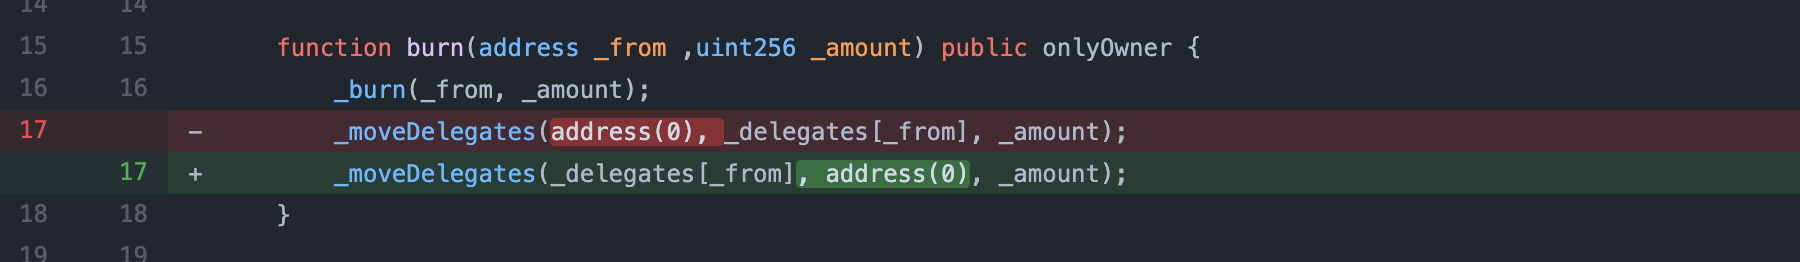 14 14
15 15 function burn(address _from ,uint256 _amount) public onlyOwner {
16 16 _burn(_from, _amount);
17 − _moveDelegates(address(0), _delegates[_from], _amount);
17 + _moveDelegates(_delegates[_from], address(0), _amount);
18 18 }
19 19